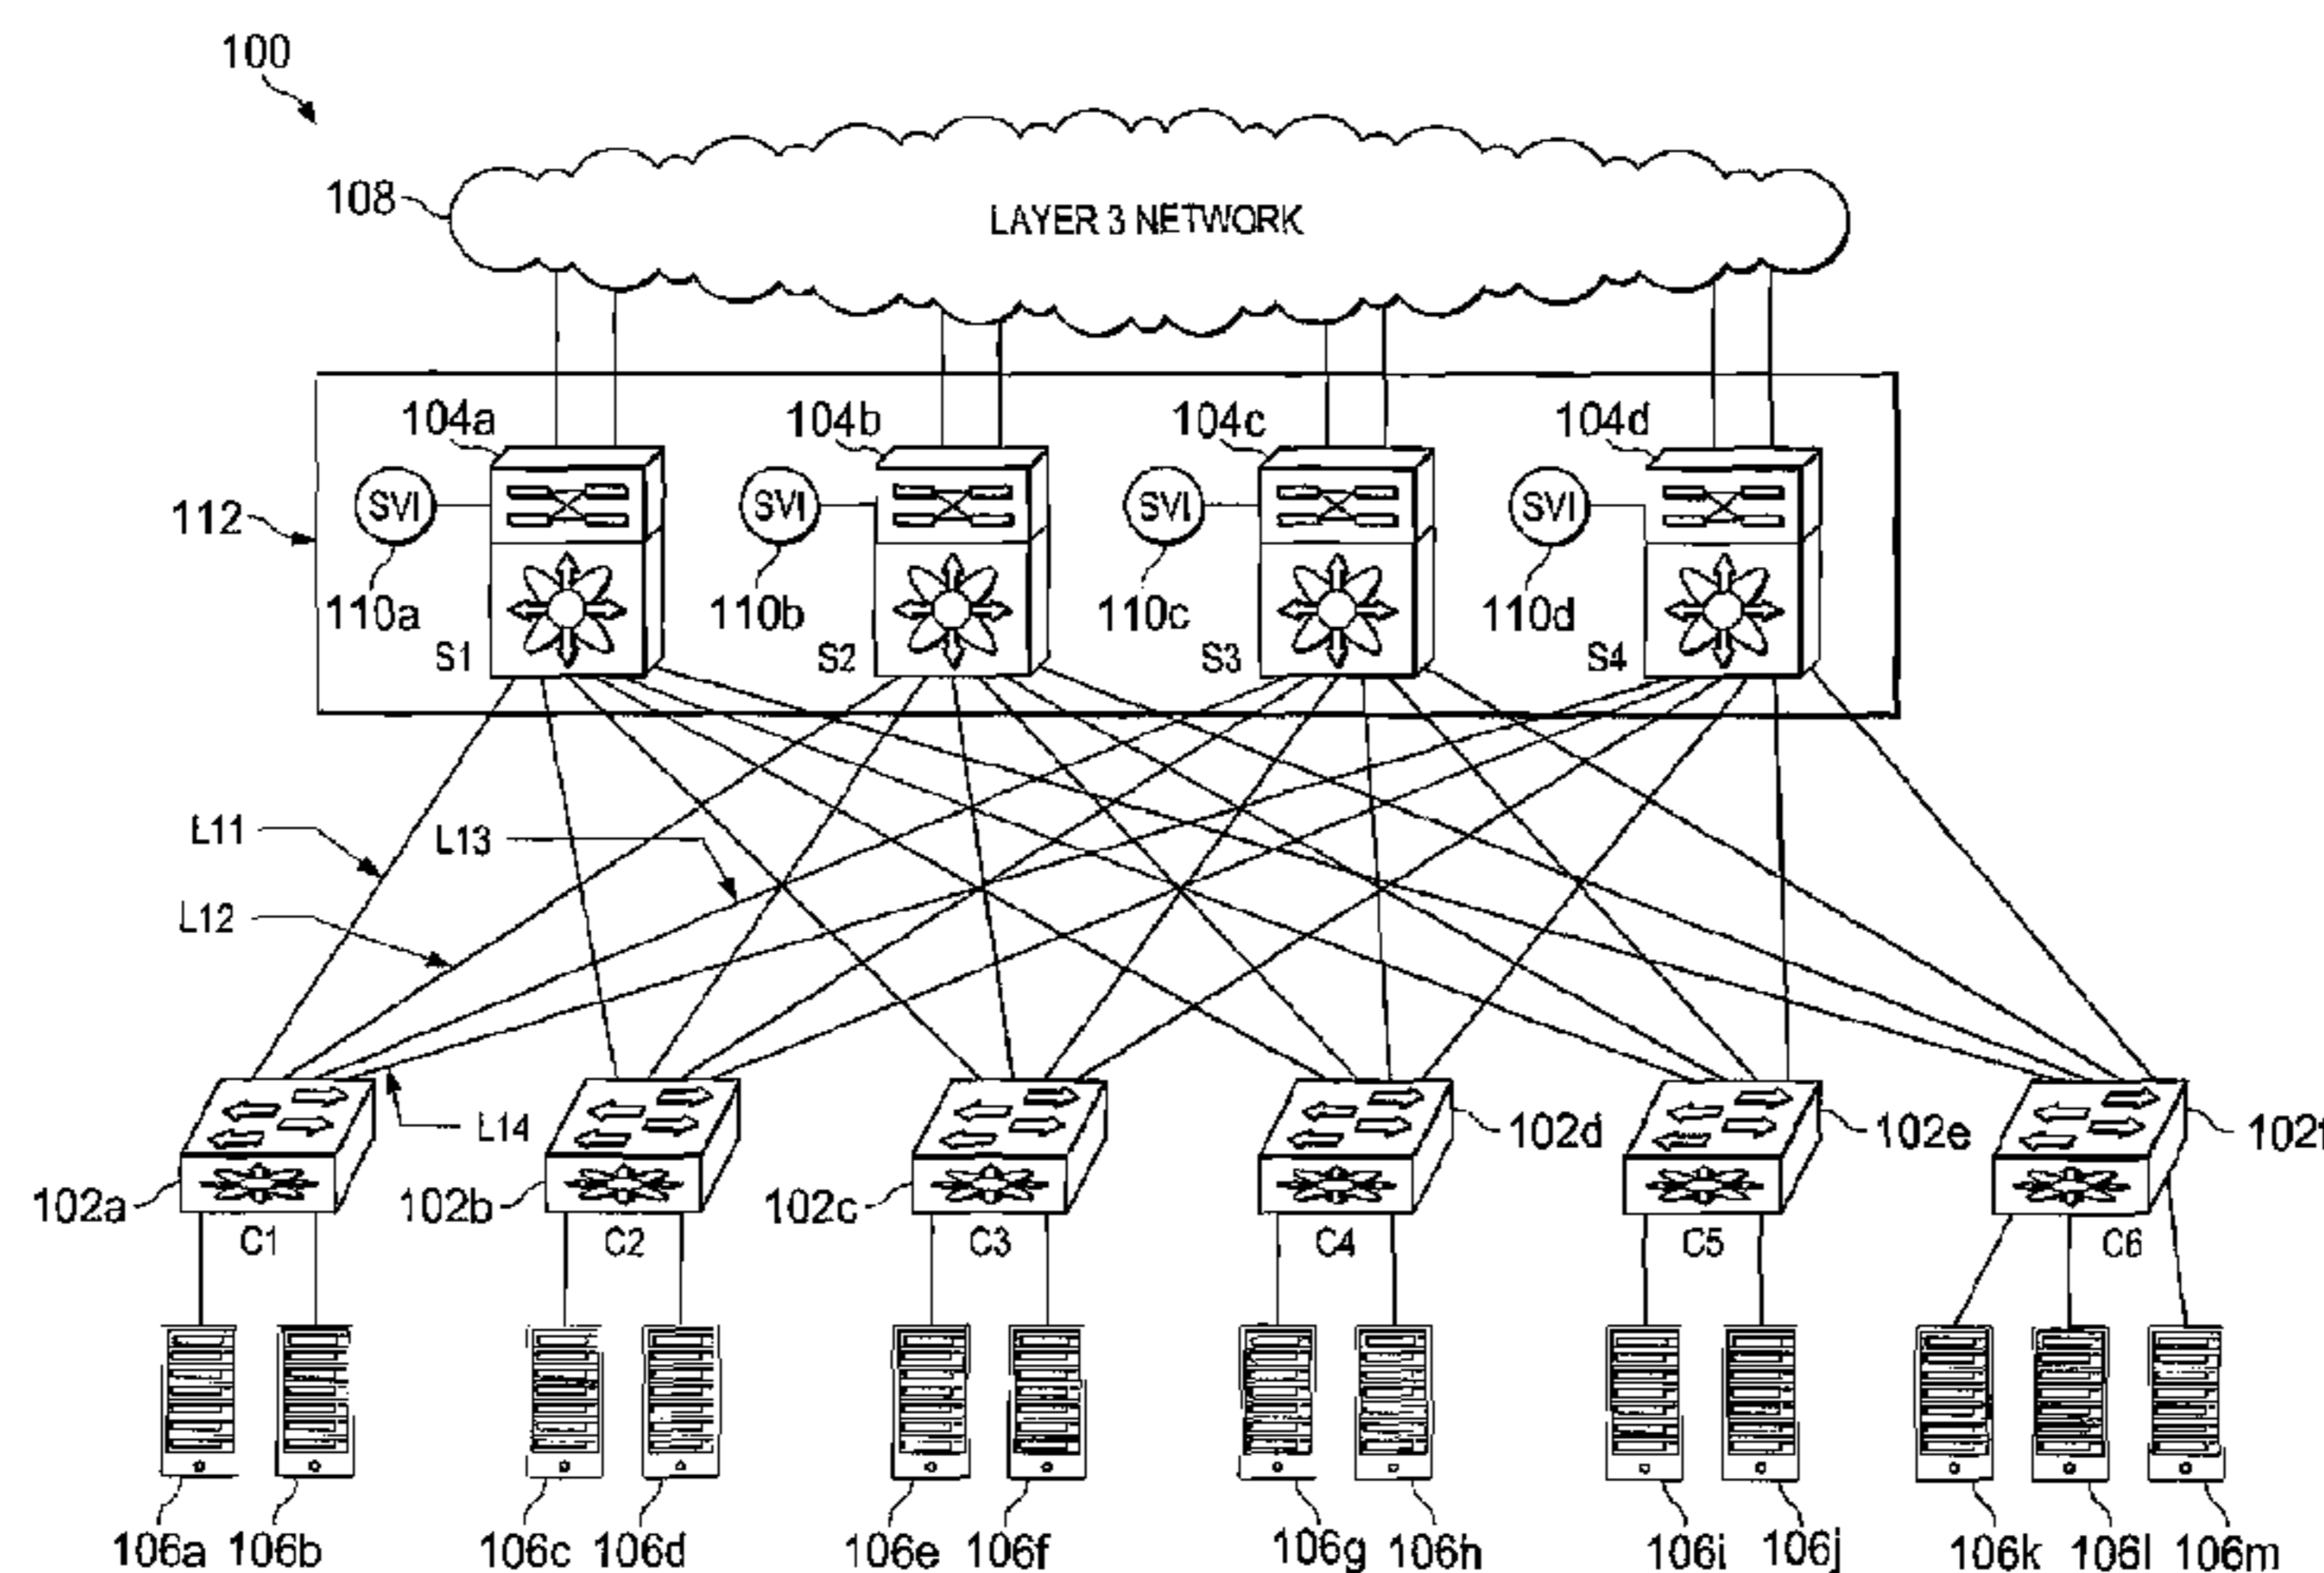 100
108
LAYER 3 NETWORK
104a 104b 104c 104d
112
SVI SVI SVI SVI
110a 110b 110c 110d
S1 S2 S3 S4
L11
L13
L12
L14
102d 102e
102a 102b 102c
C1 C2 C3 C4 C5 C6
106a 106b 106c 106d 106e 106f 106g 106h 106i 106j 106k 106l 106m